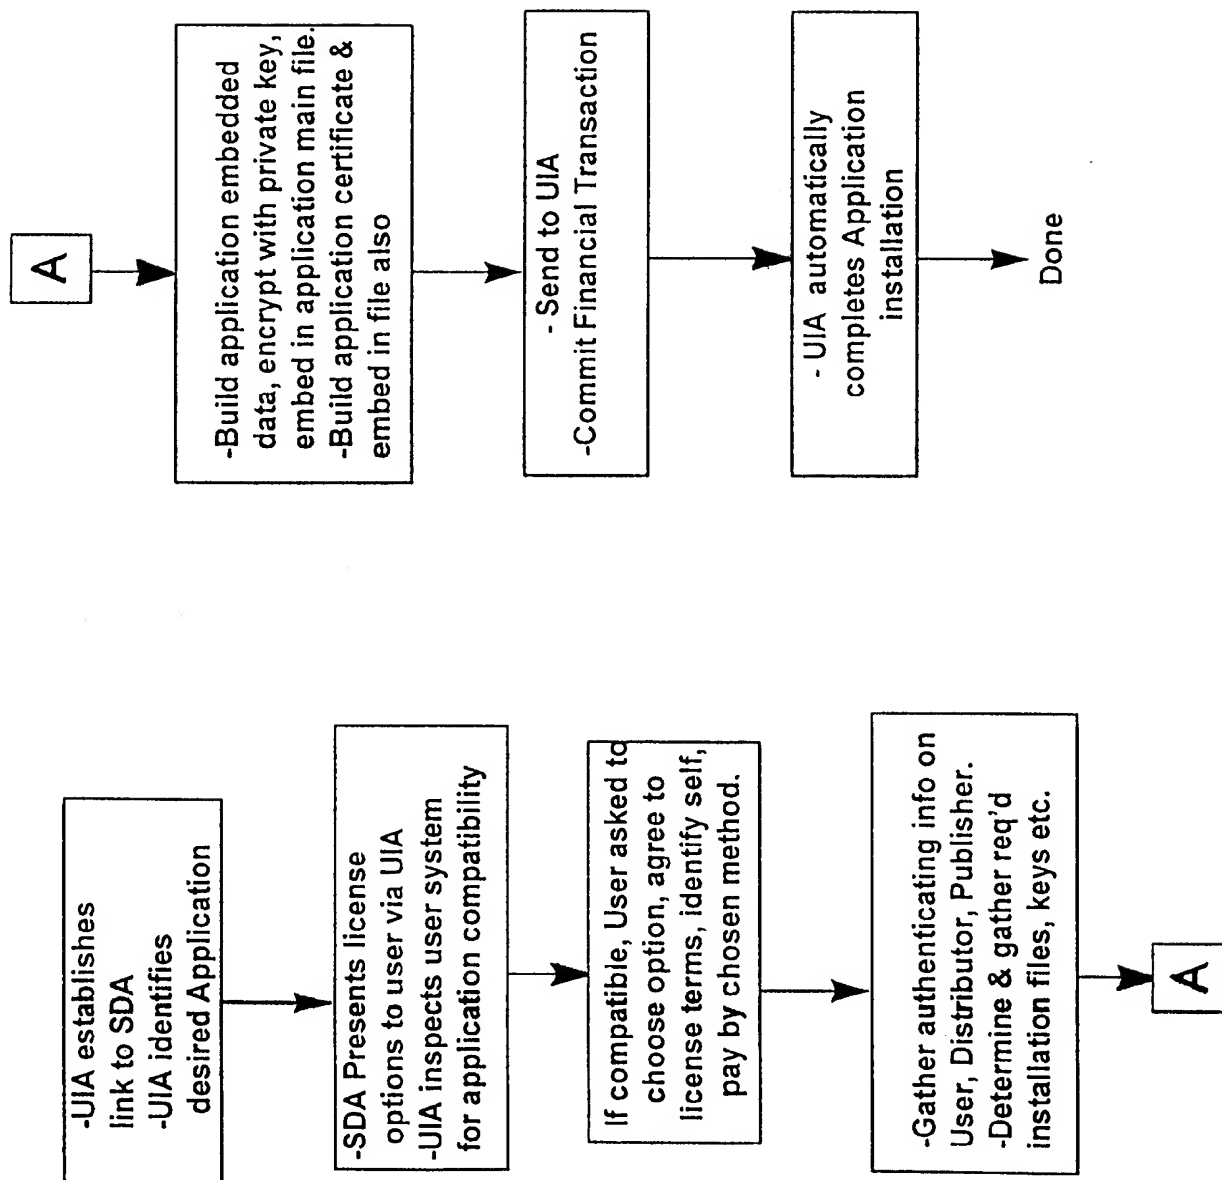 -UIA establishes
link to SDA
-UIA identifies
desired Application
-SDA Presents license
options to user via UIA
-UIA inspects user system
for application compatibility
If compatible, User asked to
choose option, agree to
license terms, identify self,
pay by chosen method.
-Gather authenticating info on
User, Distributor, Publisher.
-Determine & gather req'd
installation files, keys etc.
A
A
-Build application embedded
data, encrypt with private key,
embed in application main file.
-Build application certificate &
embed in file also
- Send to UIA
-Commit Financial Transaction
- UIA automatically
completes Application
installation
Done